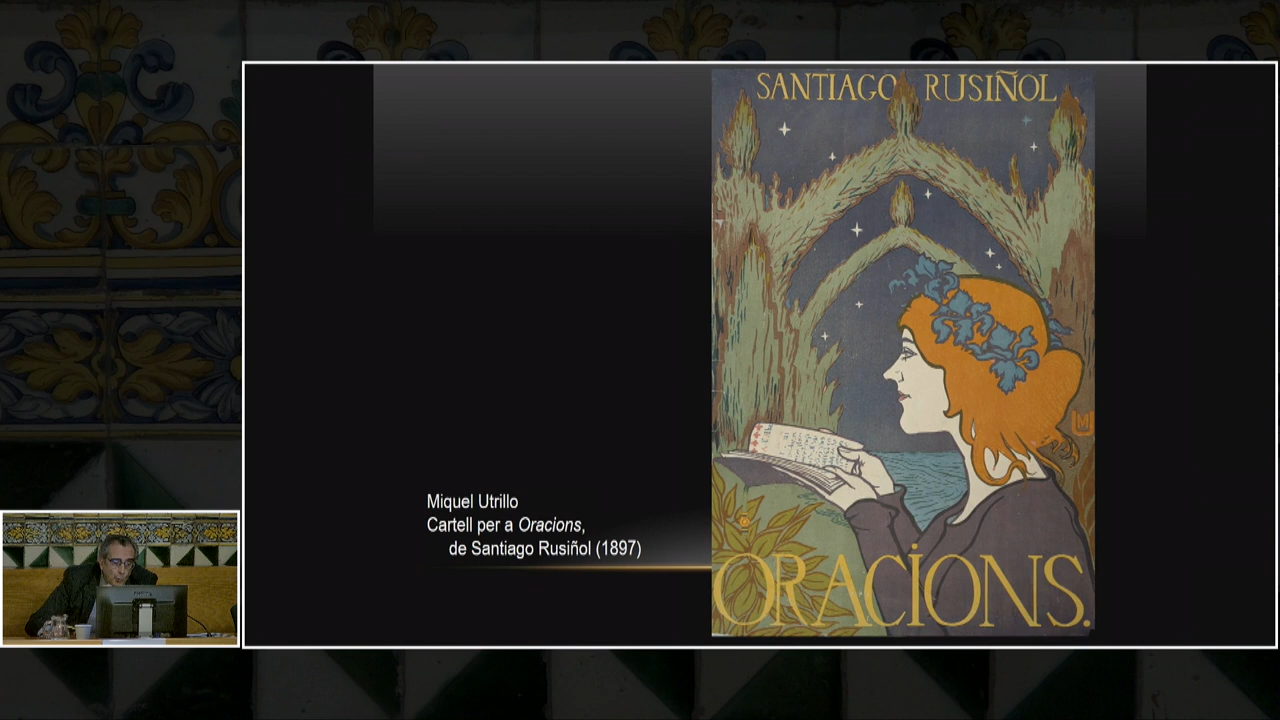 SANTIAGO RUSIÑOL
Miquel Utrillo
Cartell per a Oracions,
de Santiago Rusiñol (1897)
ORACIONS.